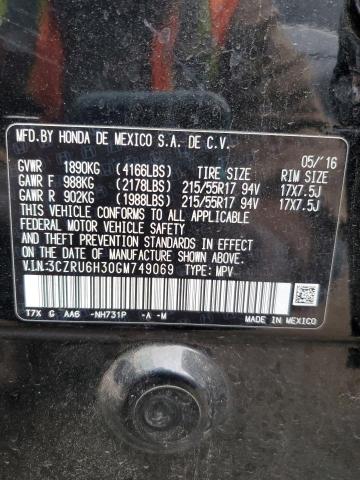 MFD. BY HONDA DE MEXICO S.A. DE C.V.
05/'16
GVWR 1890KG (4166LBS) TIRE SIZE RIM SIZE
GAWR F 988KG (2178LBS) 215/55R17 94V 17X7.5J
GAWR R 902KG (1988LBS) 215/55R17 94V 17X7.5J
THIS VEHICLE CONFORMS TO ALL APPLICABLE
FEDERAL MOTOR VEHICLE SAFETY STANDARDS IN EFFECT
ON THE DATE OF MANUFACTURE SHOWN ABOVE.
V.I.N:3CZRU6H30GM749069 TYPE: MPV
T7X G AA6 -NH731P -A -M
MADE IN MEXICO